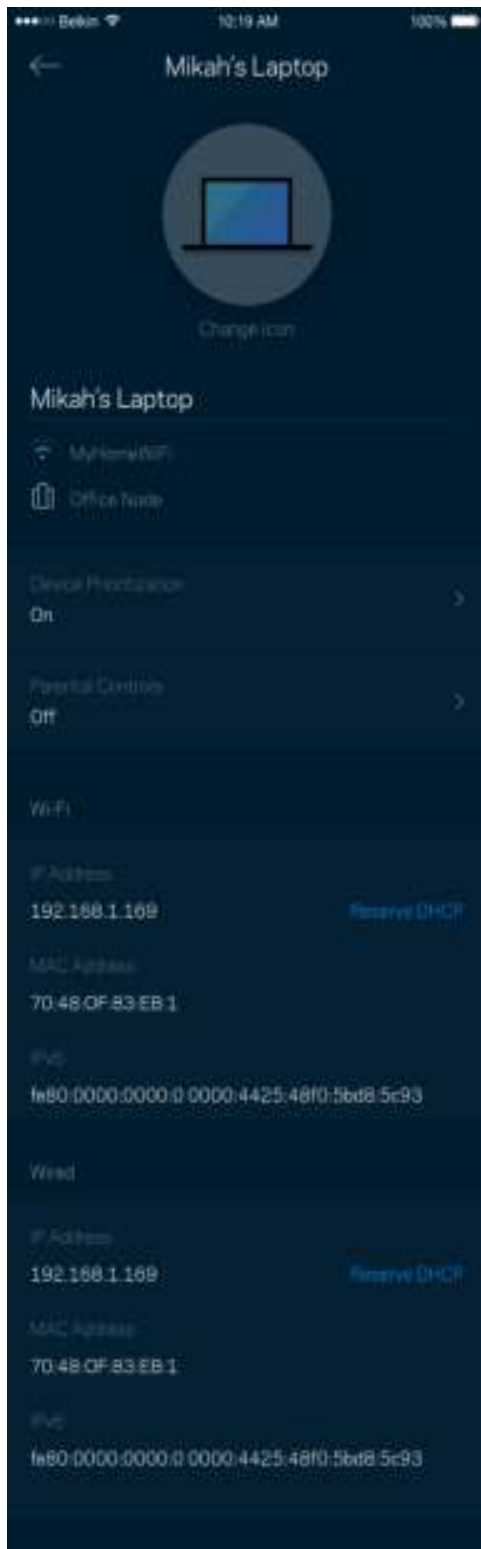 Belkin 10:19 AM 100%
Mikah's Laptop
Change icon
Mikah's Laptop
MyHomeWiFi
Office Node
Device Prioritization
On
Parental Controls
Off
Wi-Fi
IP Address
192.168.1.169 Reserve DHCP
MAC Address
70:48:0F:83:EB:1
IPv6
fe80:0000:0000:0 0000:4425:48f0:5bd8:5c93
Wired
IP Address
192.168.1.169 Reserve DHCP
MAC Address
70:48:0F:83:EB:1
IPv6
fe80:0000:0000:0 0000:4425:48f0:5bd8:5c93